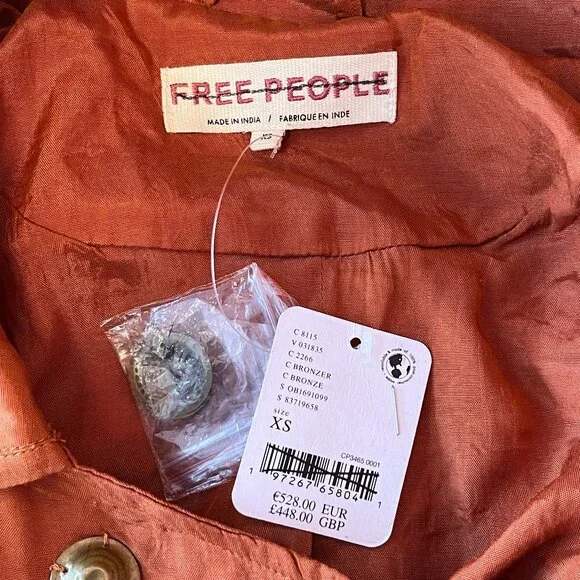 FREE PEOPLE
MADE IN INDIA / FABRIQUE EN INDE
XS
C 8115
V 031835
C 2266
C BRONZER
C BRONZE
S OB1691099
S 83719658
size
XS
CP3465 0001
1 97267 65804 1
€528.00 EUR
£448.00 GBP